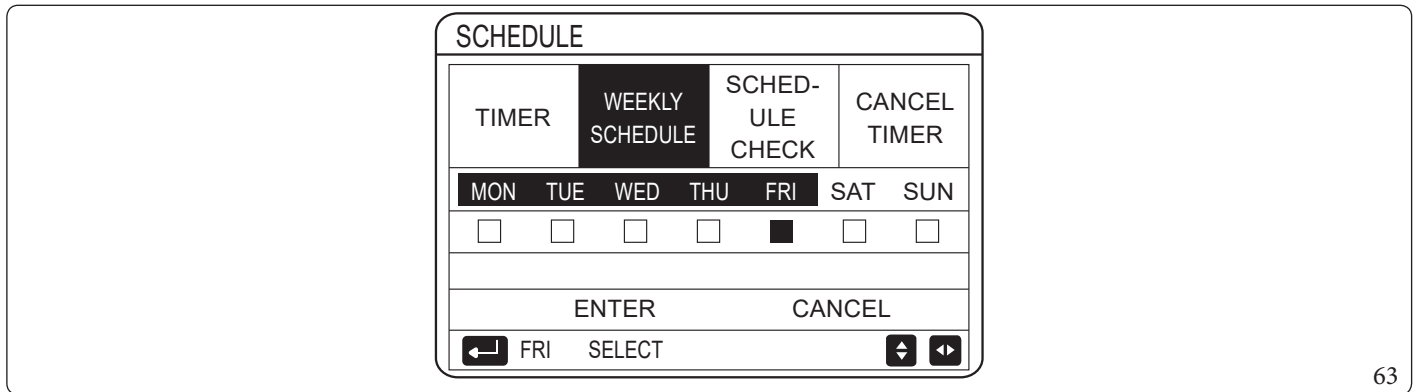 SCHEDULE
TIMER
WEEKLY
SCHEDULE
SCHED-
ULE
CHECK
CANCEL
TIMER
MON TUE WED THU FRI SAT SUN
ENTER CANCEL
FRI SELECT
63